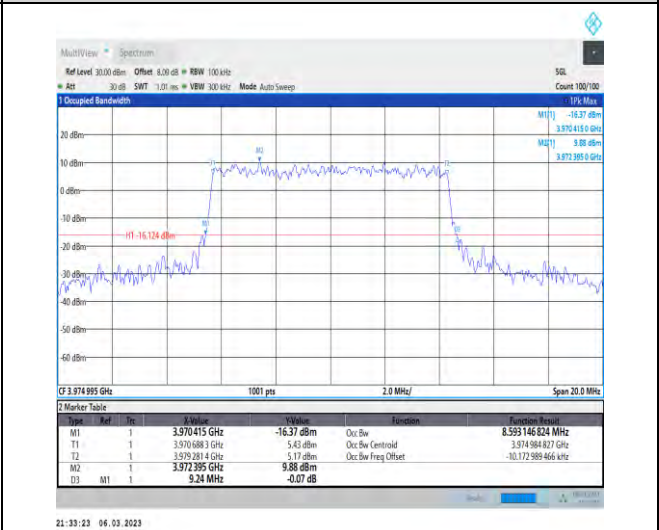 MultiView Spectrum
Ref Level 30.00 dBm Offset 8.00 dB RBW 100 kHz SGL
Att 30 dB SWT 1.01 ms VBW 300 kHz Mode Auto Sweep Count 100/100
1 Occupied Bandwidth 1Pk Max
M1[1] -16.37 dBm
3.970 415 0 GHz
20 dBm
M2[1] 9.88 dBm
3.972 395 0 GHz
M2
10 dBm
T1 T2
0 dBm
-10 dBm
M1
H1 -16.124 dBm
D3
-20 dBm
-30 dBm
-40 dBm
-50 dBm
-60 dBm
CF 3.974 995 GHz 1001 pts 2.0 MHz/ Span 20.0 MHz
2 Marker Table
Type Ref Trc X-Value Y-Value Function Function Result
M1 1 3.970 415 GHz -16.37 dBm Occ Bw 8.593 146 824 MHz
T1 1 3.970 688 3 GHz 5.43 dBm Occ Bw Centroid 3.974 984 827 GHz
T2 1 3.979 281 4 GHz 5.17 dBm Occ Bw Freq Offset -10.172 989 466 kHz
M2 1 3.972 395 GHz 9.88 dBm
D3 M1 1 9.24 MHz -0.07 dB
21:33:23 06.03.2023